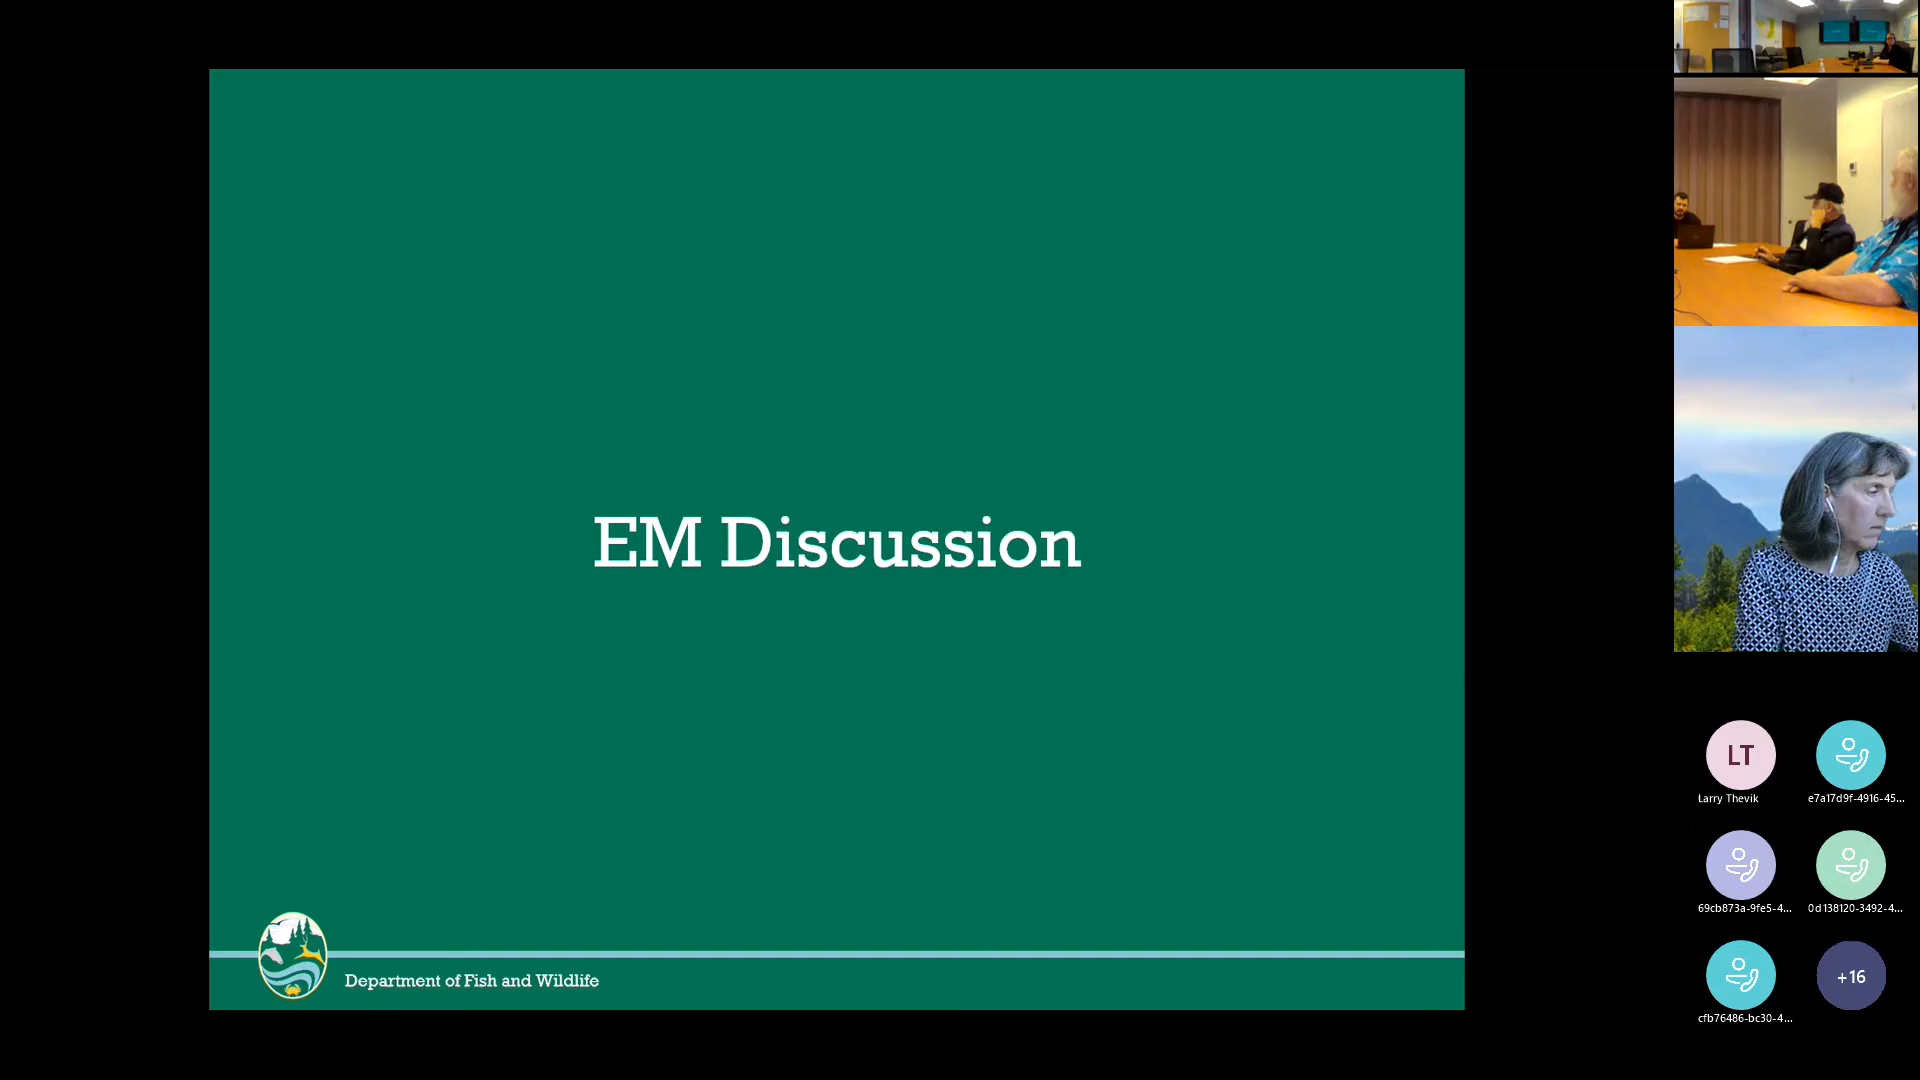 EM Discussion
Department of Fish and Wildlife
LT
Larry Thevik
e7a17d9f-4916-45...
69cb873a-9fe5-4...
0d138120-3492-4...
cfb76486-bc30-4...
+16